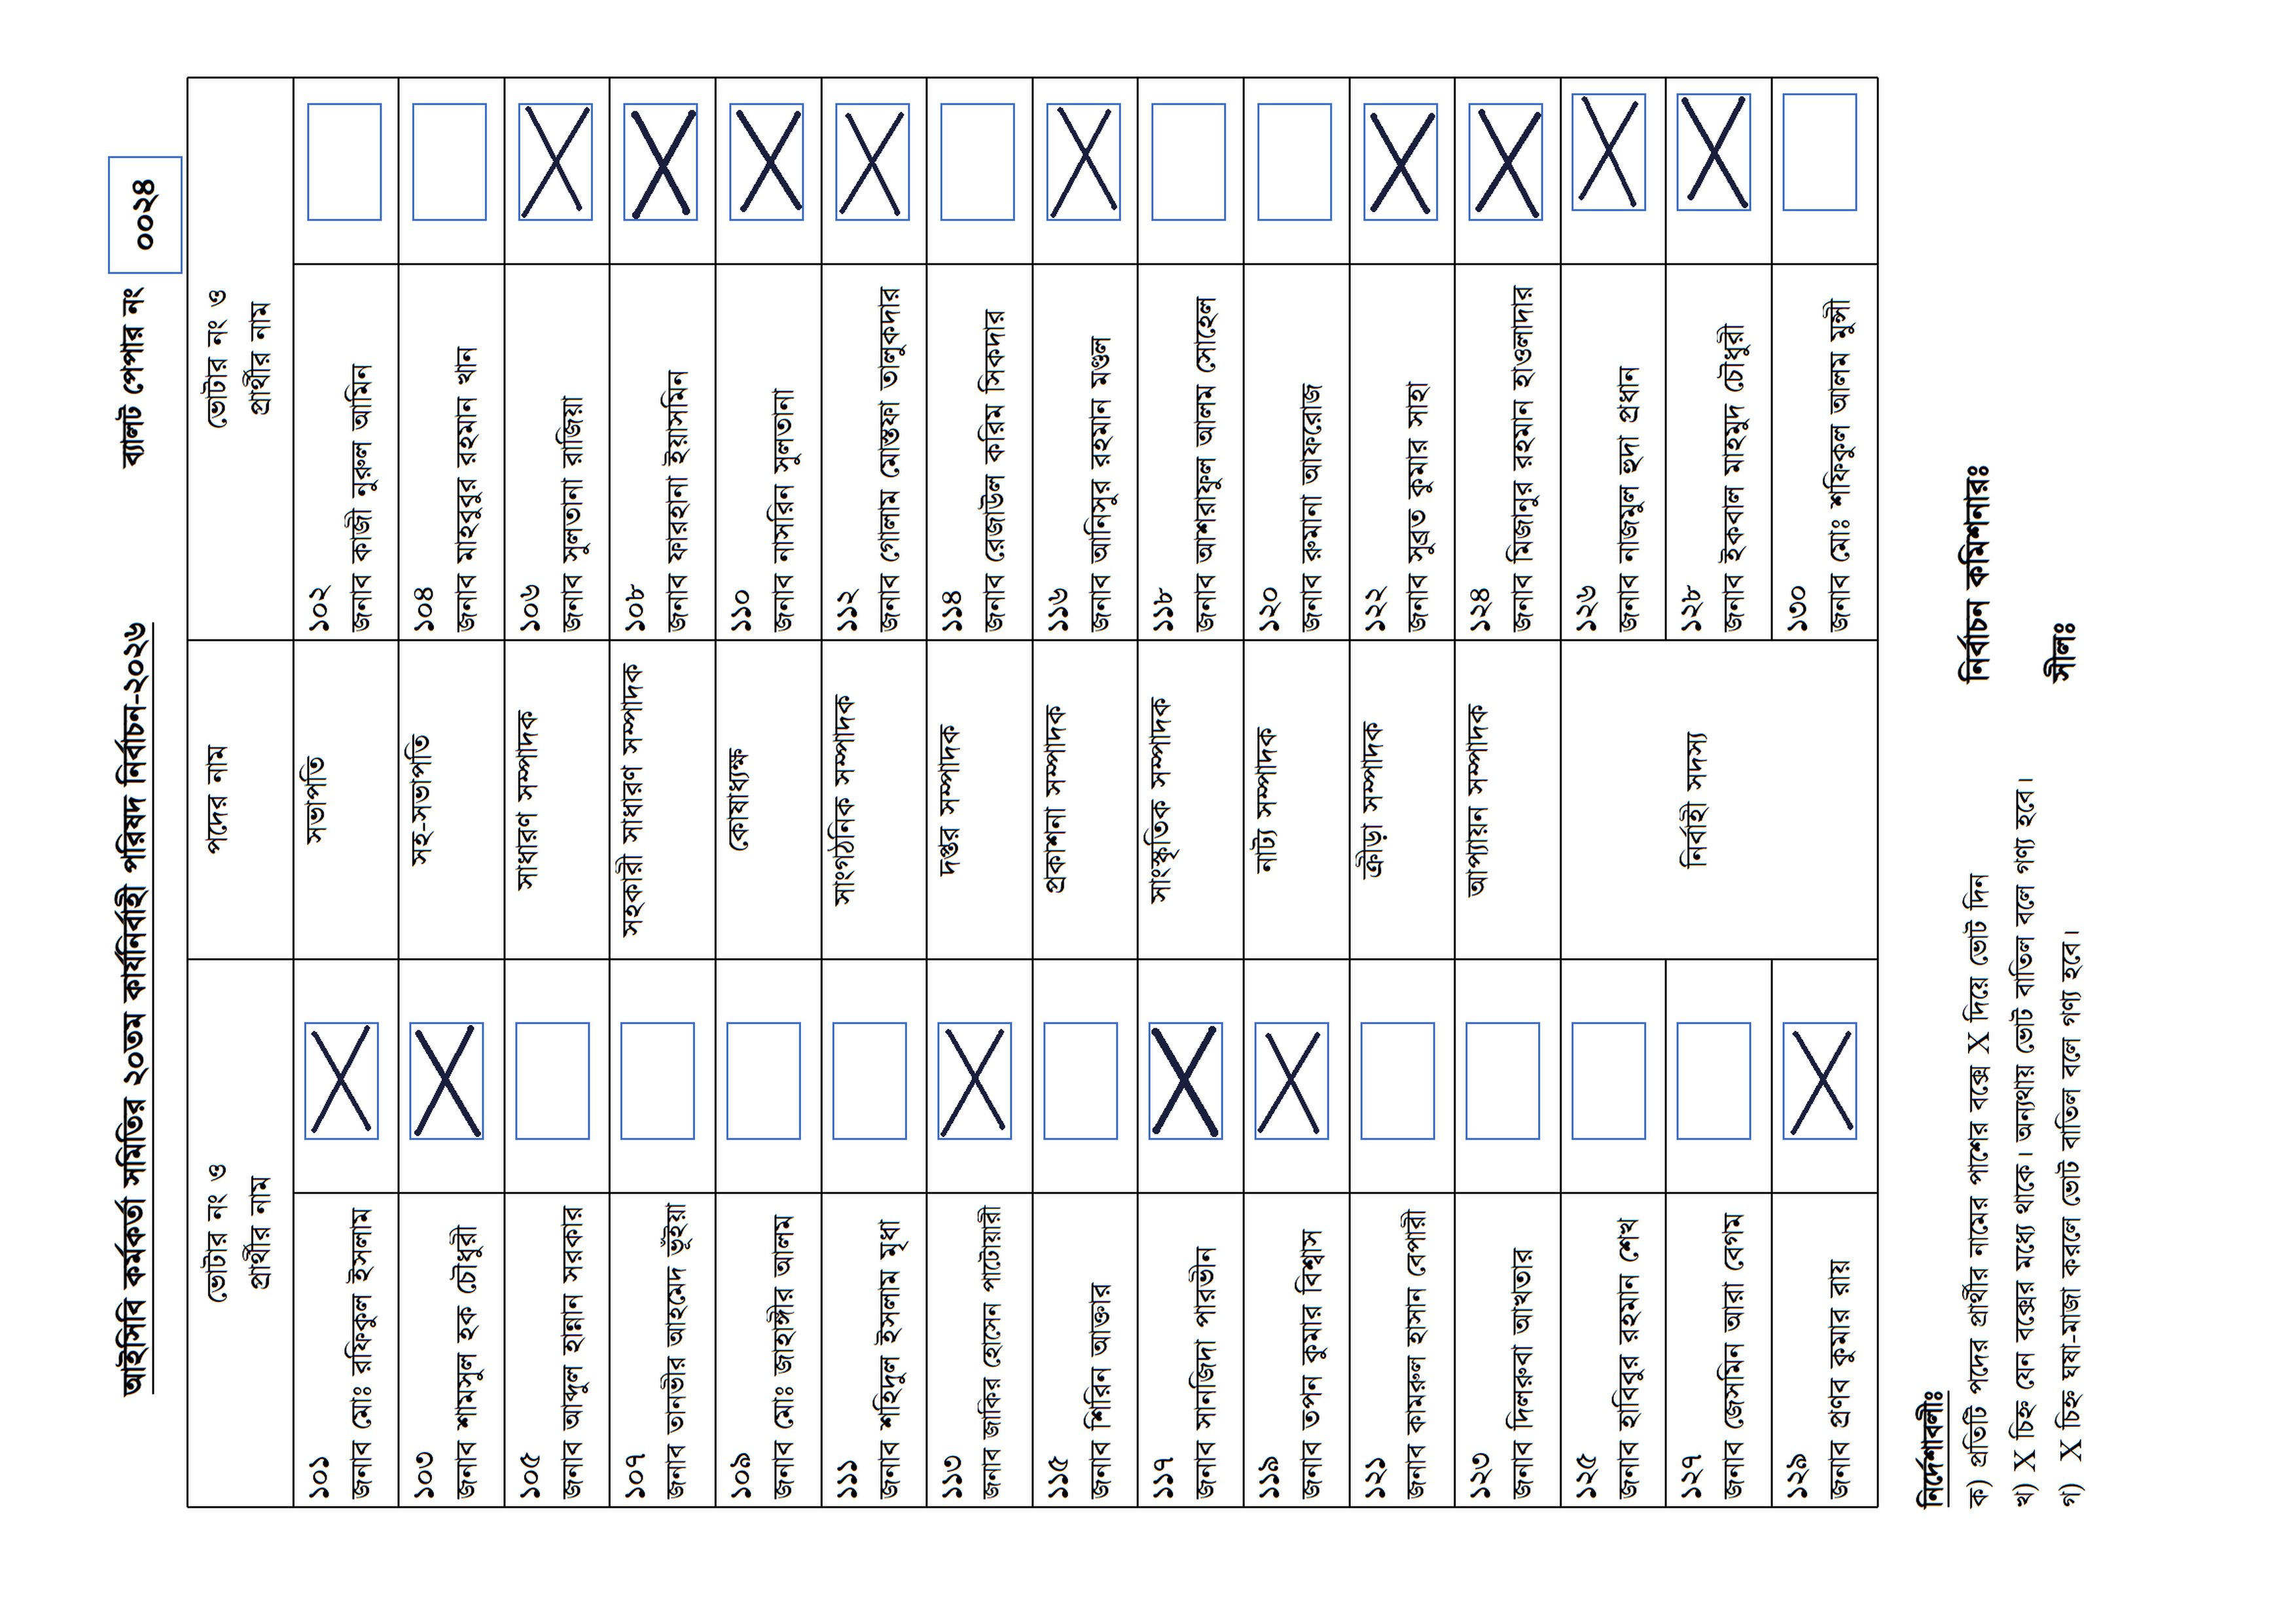 আইসিবি কর্মকর্তা সমিতির ২০তম কার্যনির্বাহী পরিষদ নির্বাচন-২০২৬
ব্যালট পেপার নং ০০২৪
ভোটার নং ও
প্রার্থীর নাম
পদের নাম
ভোটার নং ও
প্রার্থীর নাম
১০১
জনাব মোঃ রফিকুল ইসলাম
X
সভাপতি
১০২
জনাব কাজী নুরুল আমিন
১০৩
জনাব শামসুল হক চৌধুরী
X
সহ-সভাপতি
১০৪
জনাব মাহবুবুর রহমান খান
১০৫
জনাব আব্দুল হান্নান সরকার
সাধারণ সম্পাদক
১০৬
জনাব সুলতানা রাজিয়া
X
১০৭
জনাব তানভীর আহমেদ ভূঁইয়া
সহকারী সাধারণ সম্পাদক
১০৮
জনাব ফারহানা ইয়াসমিন
X
১০৯
জনাব মোঃ জাহাঙ্গীর আলম
কোষাধ্যক্ষ
১১০
জনাব নাসরিন সুলতানা
X
১১১
জনাব শহিদুল ইসলাম মৃধা
সাংগঠনিক সম্পাদক
১১২
জনাব গোলাম মোস্তফা তালুকদার
X
১১৩
জনাব জাকির হোসেন পাটোয়ারী
X
দপ্তর সম্পাদক
১১৪
জনাব রেজাউল করিম সিকদার
১১৫
জনাব শিরিন আক্তার
প্রকাশনা সম্পাদক
১১৬
জনাব আনিসুর রহমান মণ্ডল
X
১১৭
জনাব সানজিদা পারভীন
X
সাংস্কৃতিক সম্পাদক
১১৮
জনাব আশরাফুল আলম সোহেল
১১৯
জনাব তপন কুমার বিশ্বাস
X
নাট্য সম্পাদক
১২০
জনাব রুমানা আফরোজ
১২১
জনাব কামরুল হাসান বেপারী
ক্রীড়া সম্পাদক
১২২
জনাব সুব্রত কুমার সাহা
X
১২৩
জনাব দিলরুবা আখতার
আপ্যায়ন সম্পাদক
১২৪
জনাব মিজানুর রহমান হাওলাদার
X
১২৫
জনাব হাবিবুর রহমান শেখ
নির্বাহী সদস্য
১২৬
জনাব নাজমুল হুদা প্রধান
X
১২৭
জনাব জেসমিন আরা বেগম
১২৮
জনাব ইকবাল মাহমুদ চৌধুরী
X
১২৯
জনাব প্রণব কুমার রায়
X
১৩০
জনাব মোঃ শফিকুল আলম মুন্সী
নির্দেশাবলীঃ
ক) প্রতিটি পদের প্রার্থীর নামের পাশের বক্সে X দিয়ে ভোট দিন
খ) X চিহ্ন যেন বক্সের মধ্যে থাকে। অন্যথায় ভোট বাতিল বলে গণ্য হবে।
গ) X চিহ্ন ঘষা-মাজা করলে ভোট বাতিল বলে গণ্য হবে।
নির্বাচন কমিশনারঃ
সীলঃ